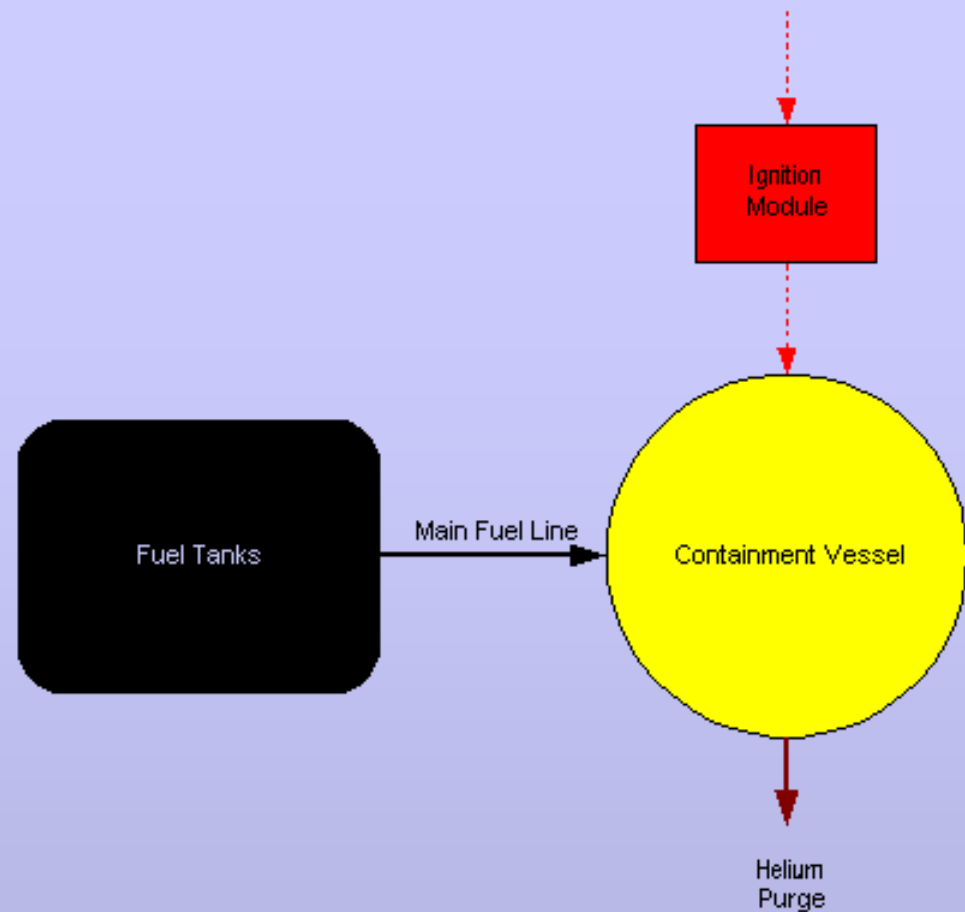 Ignition
Module
Main Fuel Line
Fuel Tanks
Containment Vessel
Helium
Purge